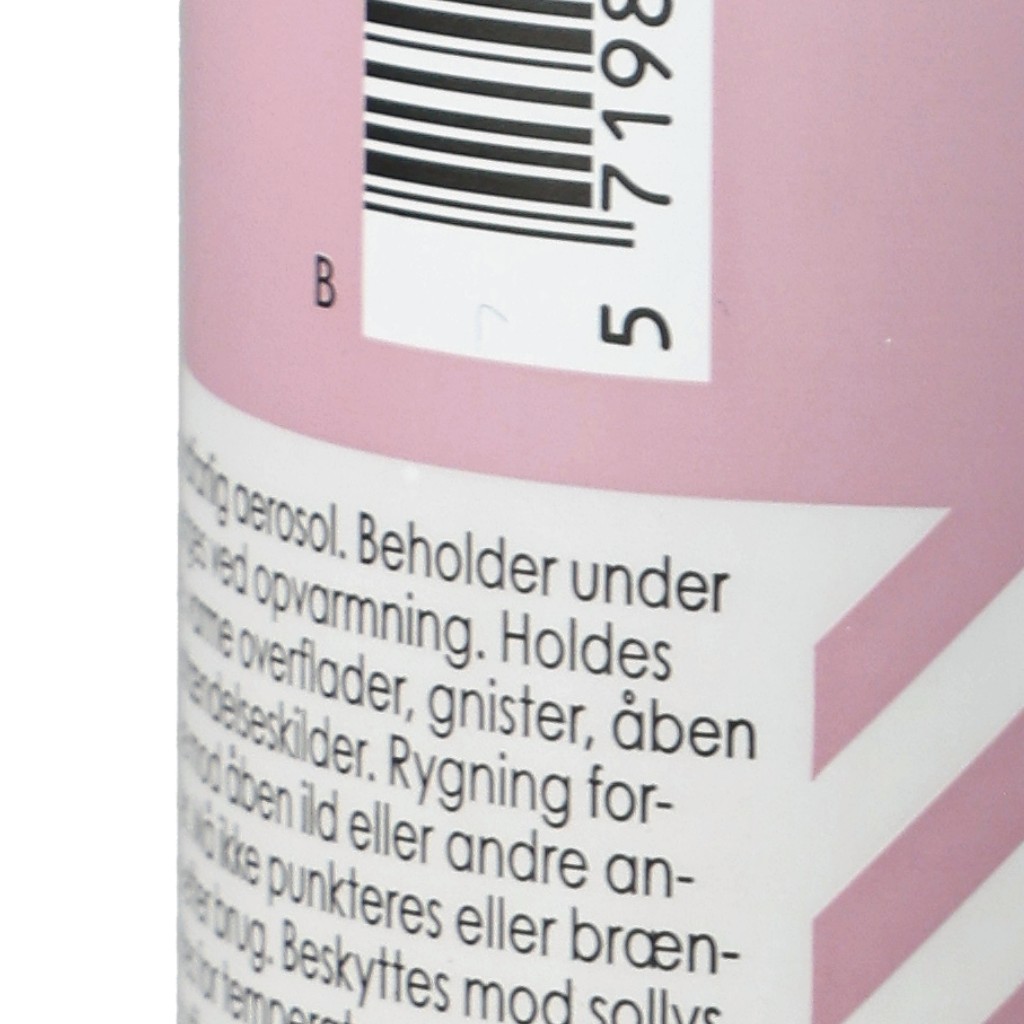 5 7198
B
aerosol. Beholder under
ved opvarmning. Holdes
overflader, gnister, åben
Rygning for-
mod åben ild eller andre an-
ikke punkteres eller bræn-
brug. Beskyttes mod sollys
for